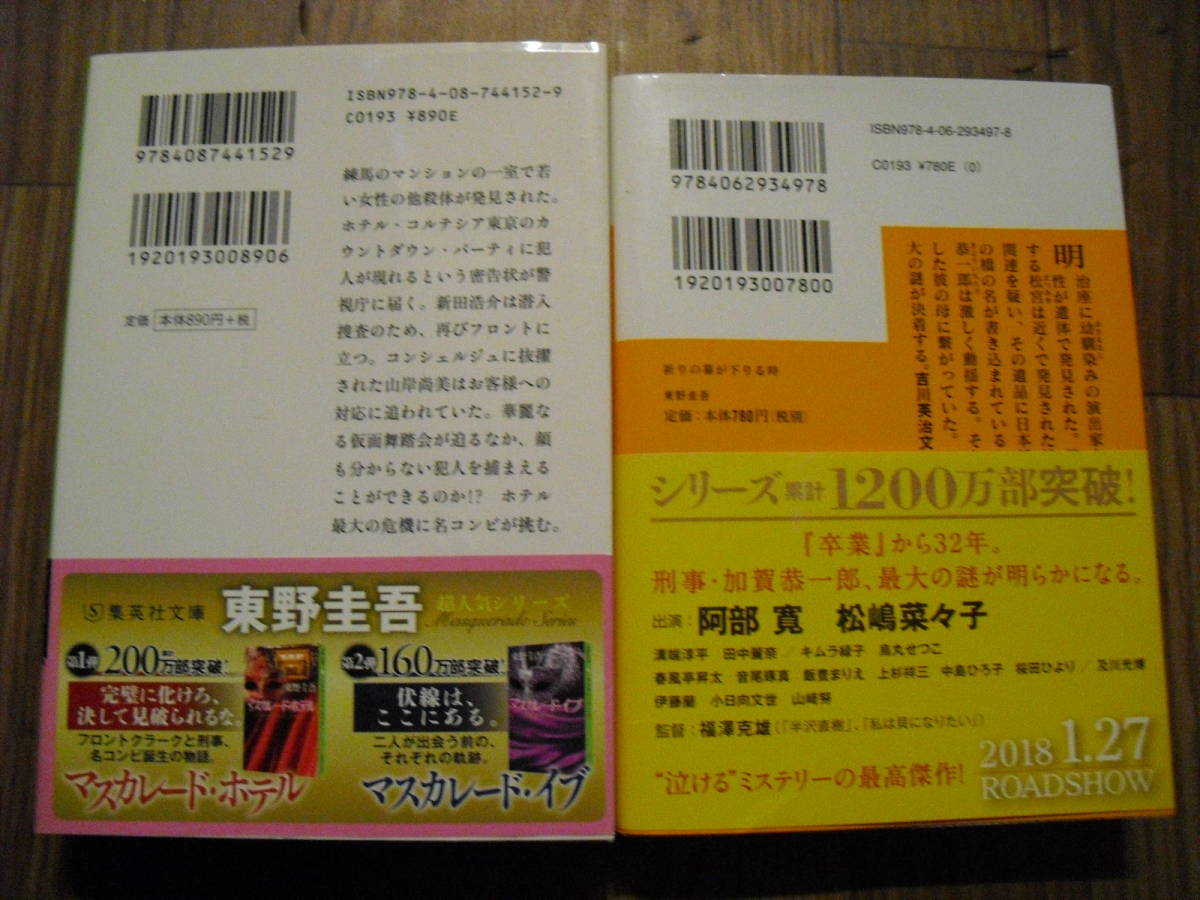 ISBN978-4-08-744152-9
C0193 ¥890E
9784087441529
1920193008906
定価 本体890円+税
練馬のマンションの一室で若
い女性の他殺体が発見された。
ホテル・コルテシア東京のカ
ウントダウン・パーティに犯
人が現れるという密告状が警
視庁に届く。新田浩介は潜入
捜査のため、再びフロントに
立つ。コンシェルジュに抜擢
された山岸尚美はお客様への
対応に追われていた。華麗な
る仮面舞踏会が迫るなか、顔
も分からない犯人を捕まえる
ことができるのか!? ホテル
最大の危機に名コンビが挑む。
S 集英社文庫 東野圭吾 超人気シリーズ
Masquerade Series
第1弾 200万部突破!
完璧に化けろ、
決して見破られるな。
フロントクラークと刑事、
名コンビ誕生の物語。
マスカレード・ホテル
東野圭吾
マスカレードホテル
第2弾 160万部突破!
伏線は、
ここにある。
二人が出会う前の、
それぞれの軌跡。
マスカレード・イブ
マスカレード・イブ
ISBN978-4-06-293497-8
C0193 ¥780E (0)
9784062934978
1920193007800
明治座に幼馴染みの演出家
性が遺体で発見された。
する松宮は近くで発見された
関連を疑い、その遺品に日本
の橋の名が書き込まれている
恭一郎は激しく動揺する。そ
した彼の母に繋がっていた。
大の謎が決着する。吉川英治文
祈りの幕が下りる時
東野圭吾
定価:本体780円(税別)
シリーズ累計1200万部突破!
『卒業』から32年。
刑事・加賀恭一郎、最大の謎が明らかになる。
出演:阿部 寛 松嶋菜々子
溝端淳平 田中麗奈/キムラ緑子 烏丸せつこ
春風亭昇太 音尾琢真 飯豊まりえ 上杉祥三 中島ひろ子 桜田ひより/及川光博
伊藤蘭 小日向文世 山﨑努
監督:福澤克雄(「半沢直樹」、「私は貝になりたい」)
"泣ける"ミステリーの最高傑作!
2018 1.27
ROADSHOW